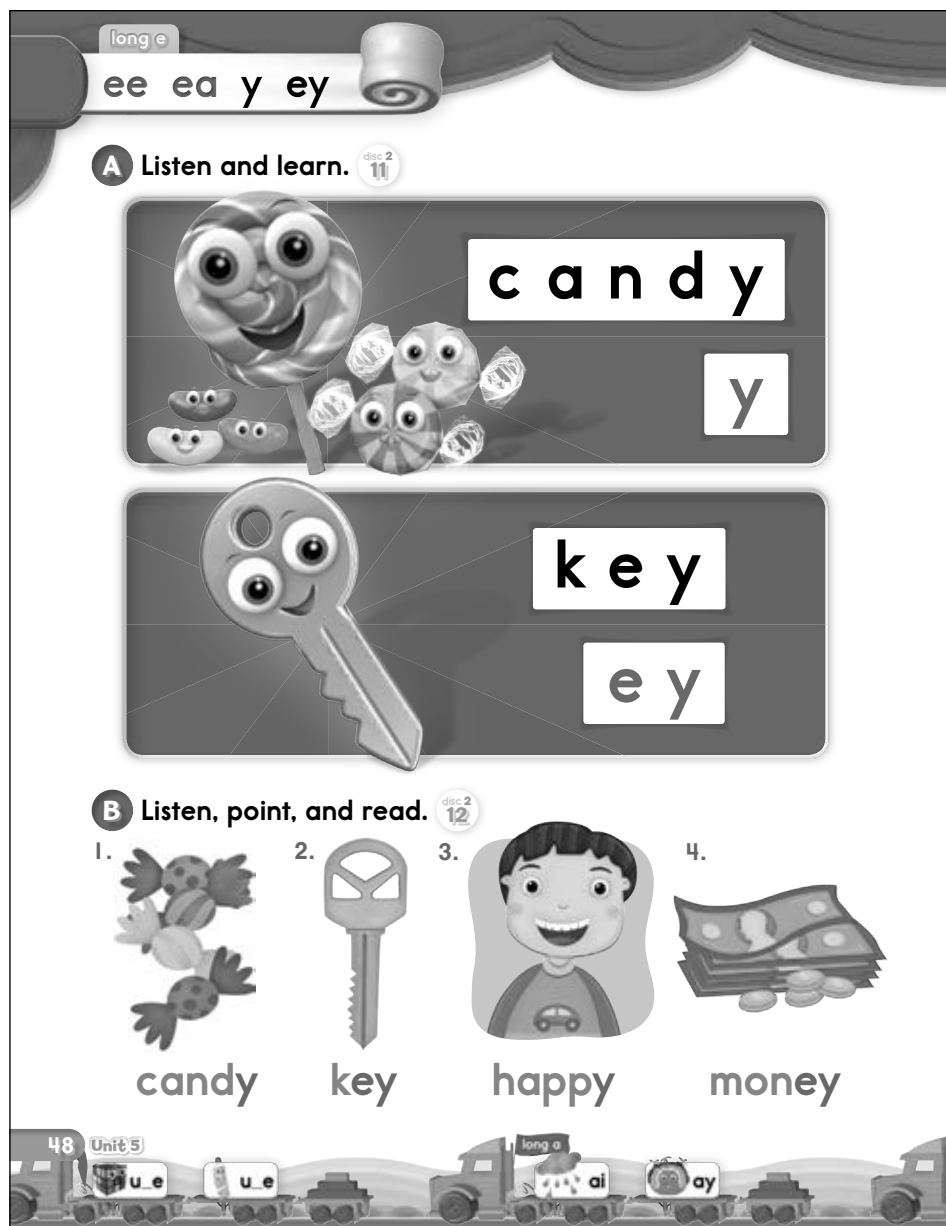 long e
ee ea y ey
A Listen and learn. disc 2 11
c a n d y
y
k e y
e y
B Listen, point, and read. disc 2 12
1. 2. 3. 4.
candy key happy money
48 Unit 5
long a
u_e u_e ai ay